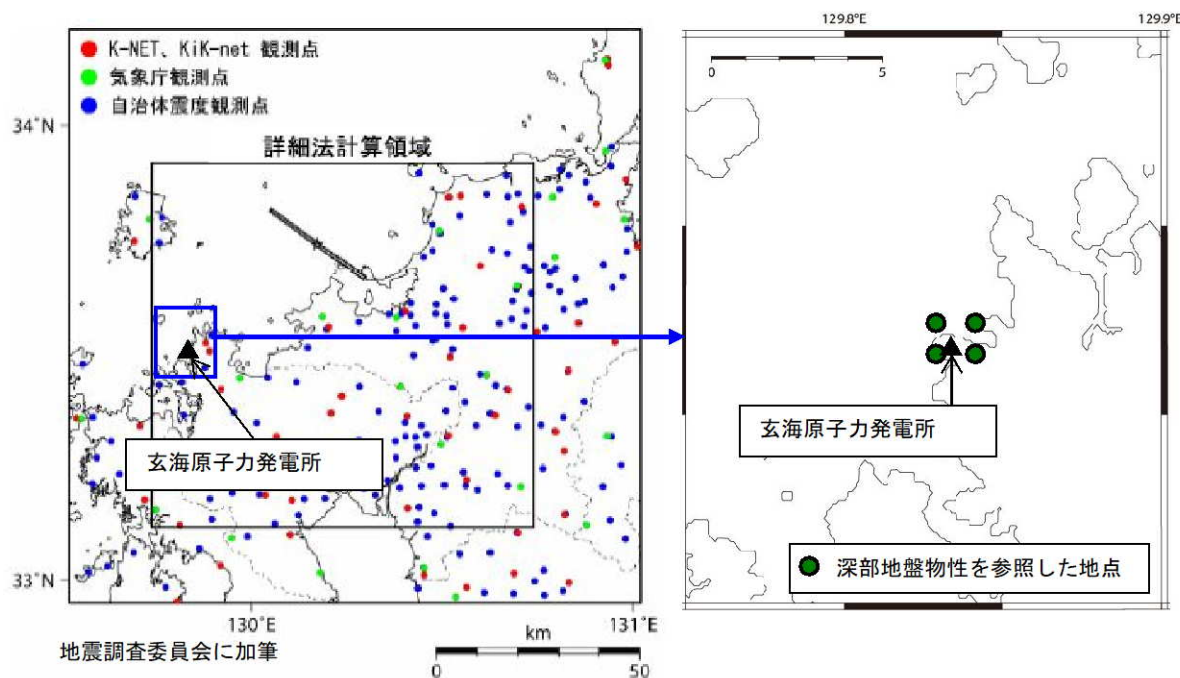 K-NET、KiK-net 観測点
気象庁観測点
自治体震度観測点
詳細法計算領域
34°N
33°N
130°E
131°E
玄海原子力発電所
地震調査委員会に加筆
km
0
50
129.8°E
129.9°E
0
5
玄海原子力発電所
深部地盤物性を参照した地点